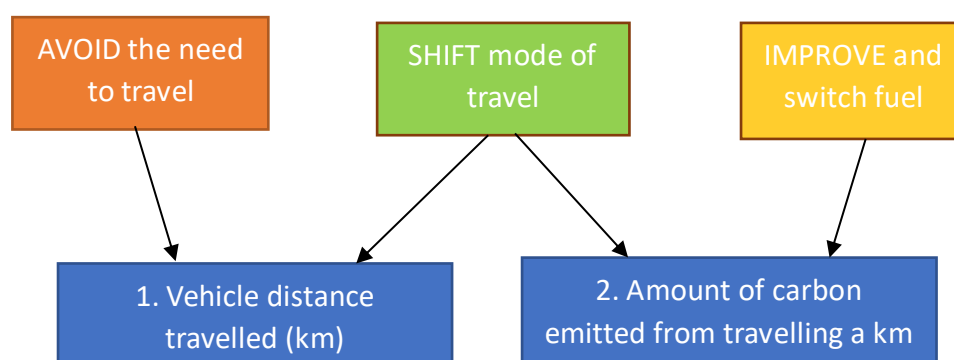 AVOID the need
to travel
SHIFT mode of
travel
IMPROVE and
switch fuel
1. Vehicle distance
travelled (km)
2. Amount of carbon
emitted from travelling a km